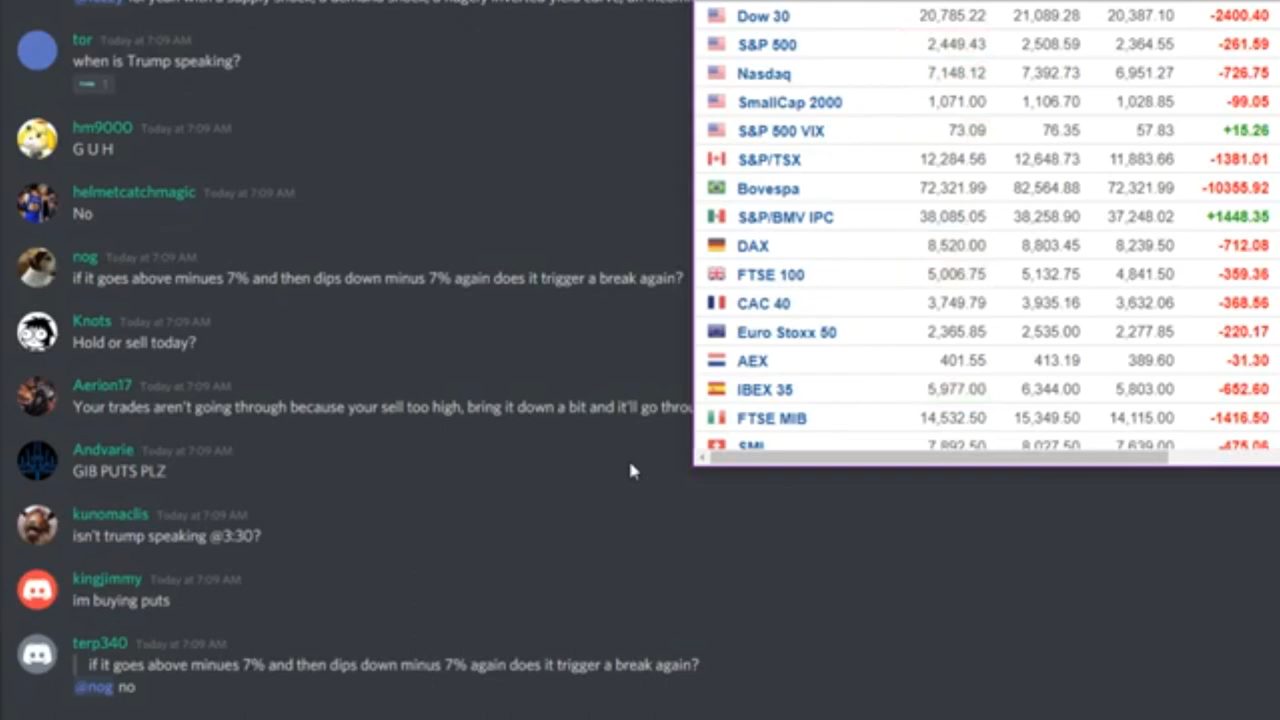 tor Today at 7:09 AM
when is Trump speaking?
1
hm9000 Today at 7:09 AM
G U H
helmetcatchmagic Today at 7:09 AM
No
nog Today at 7:09 AM
if it goes above minues 7% and then dips down minus 7% again does it trigger a break again?
Knots Today at 7:09 AM
Hold or sell today?
Aerion17 Today at 7:09 AM
Your trades aren't going through because your sell too high, bring it down a bit and it'll go
Andvarie Today at 7:09 AM
GIB PUTS PLZ
kunomaclis Today at 7:09 AM
isn't trump speaking @3:30?
kingjimmy Today at 7:09 AM
im buying puts
terp340 Today at 7:09 AM
if it goes above minues 7% and then dips down minus 7% again does it trigger a break again?
@nog no
Dow 30 20,785.22 21,089.28 20,387.10 -2400.40
S&P 500 2,449.43 2,508.59 2,364.55 -261.59
Nasdaq 7,148.12 7,392.73 6,951.27 -726.75
SmallCap 2000 1,071.00 1,106.70 1,028.85 -99.05
S&P 500 VIX 73.09 76.35 57.83 +15.26
S&P/TSX 12,284.56 12,648.73 11,883.66 -1381.01
Bovespa 72,321.99 82,564.88 72,321.99 -10355.92
S&P/BMV IPC 38,085.05 38,258.90 37,248.02 +1448.35
DAX 8,520.00 8,803.45 8,239.50 -712.08
FTSE 100 5,006.75 5,132.75 4,841.50 -359.36
CAC 40 3,749.79 3,935.16 3,632.06 -368.56
Euro Stoxx 50 2,365.85 2,535.00 2,277.85 -220.17
AEX 401.55 413.19 389.60 -31.30
IBEX 35 5,977.00 6,344.00 5,803.00 -652.60
FTSE MIB 14,532.50 15,349.50 14,115.00 -1416.50
SMI 7,892.50 8,027.50 7,639.00 -475.06